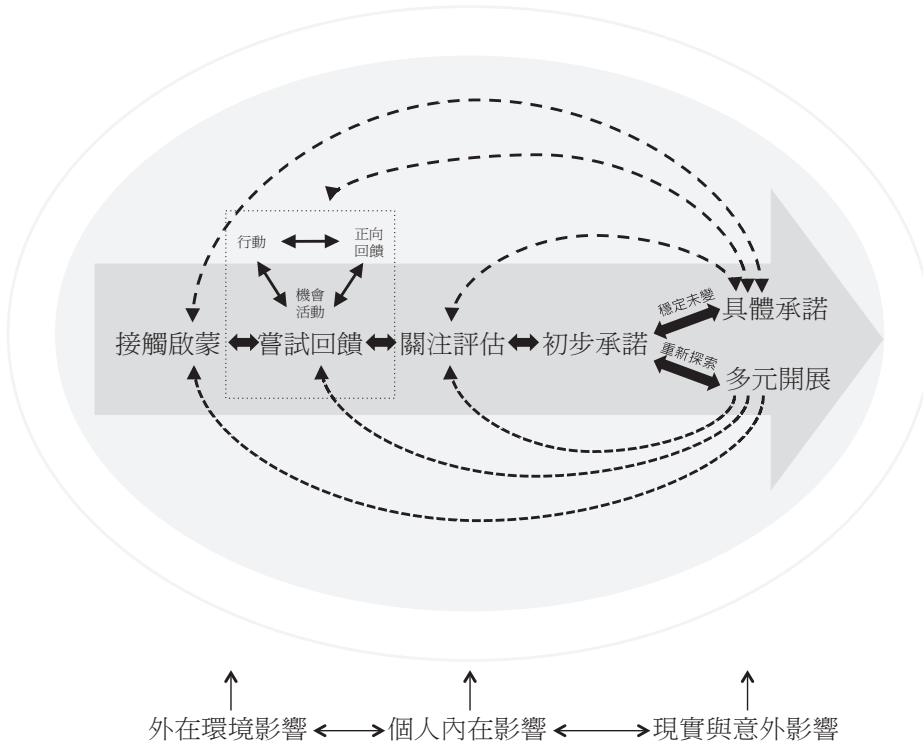 行動
正向
回饋
機會
活動
接觸啟蒙
嘗試回饋
關注評估
初步承諾
穩定未變
具體承諾
重新探索
多元開展
外在環境影響
個人內在影響
現實與意外影響